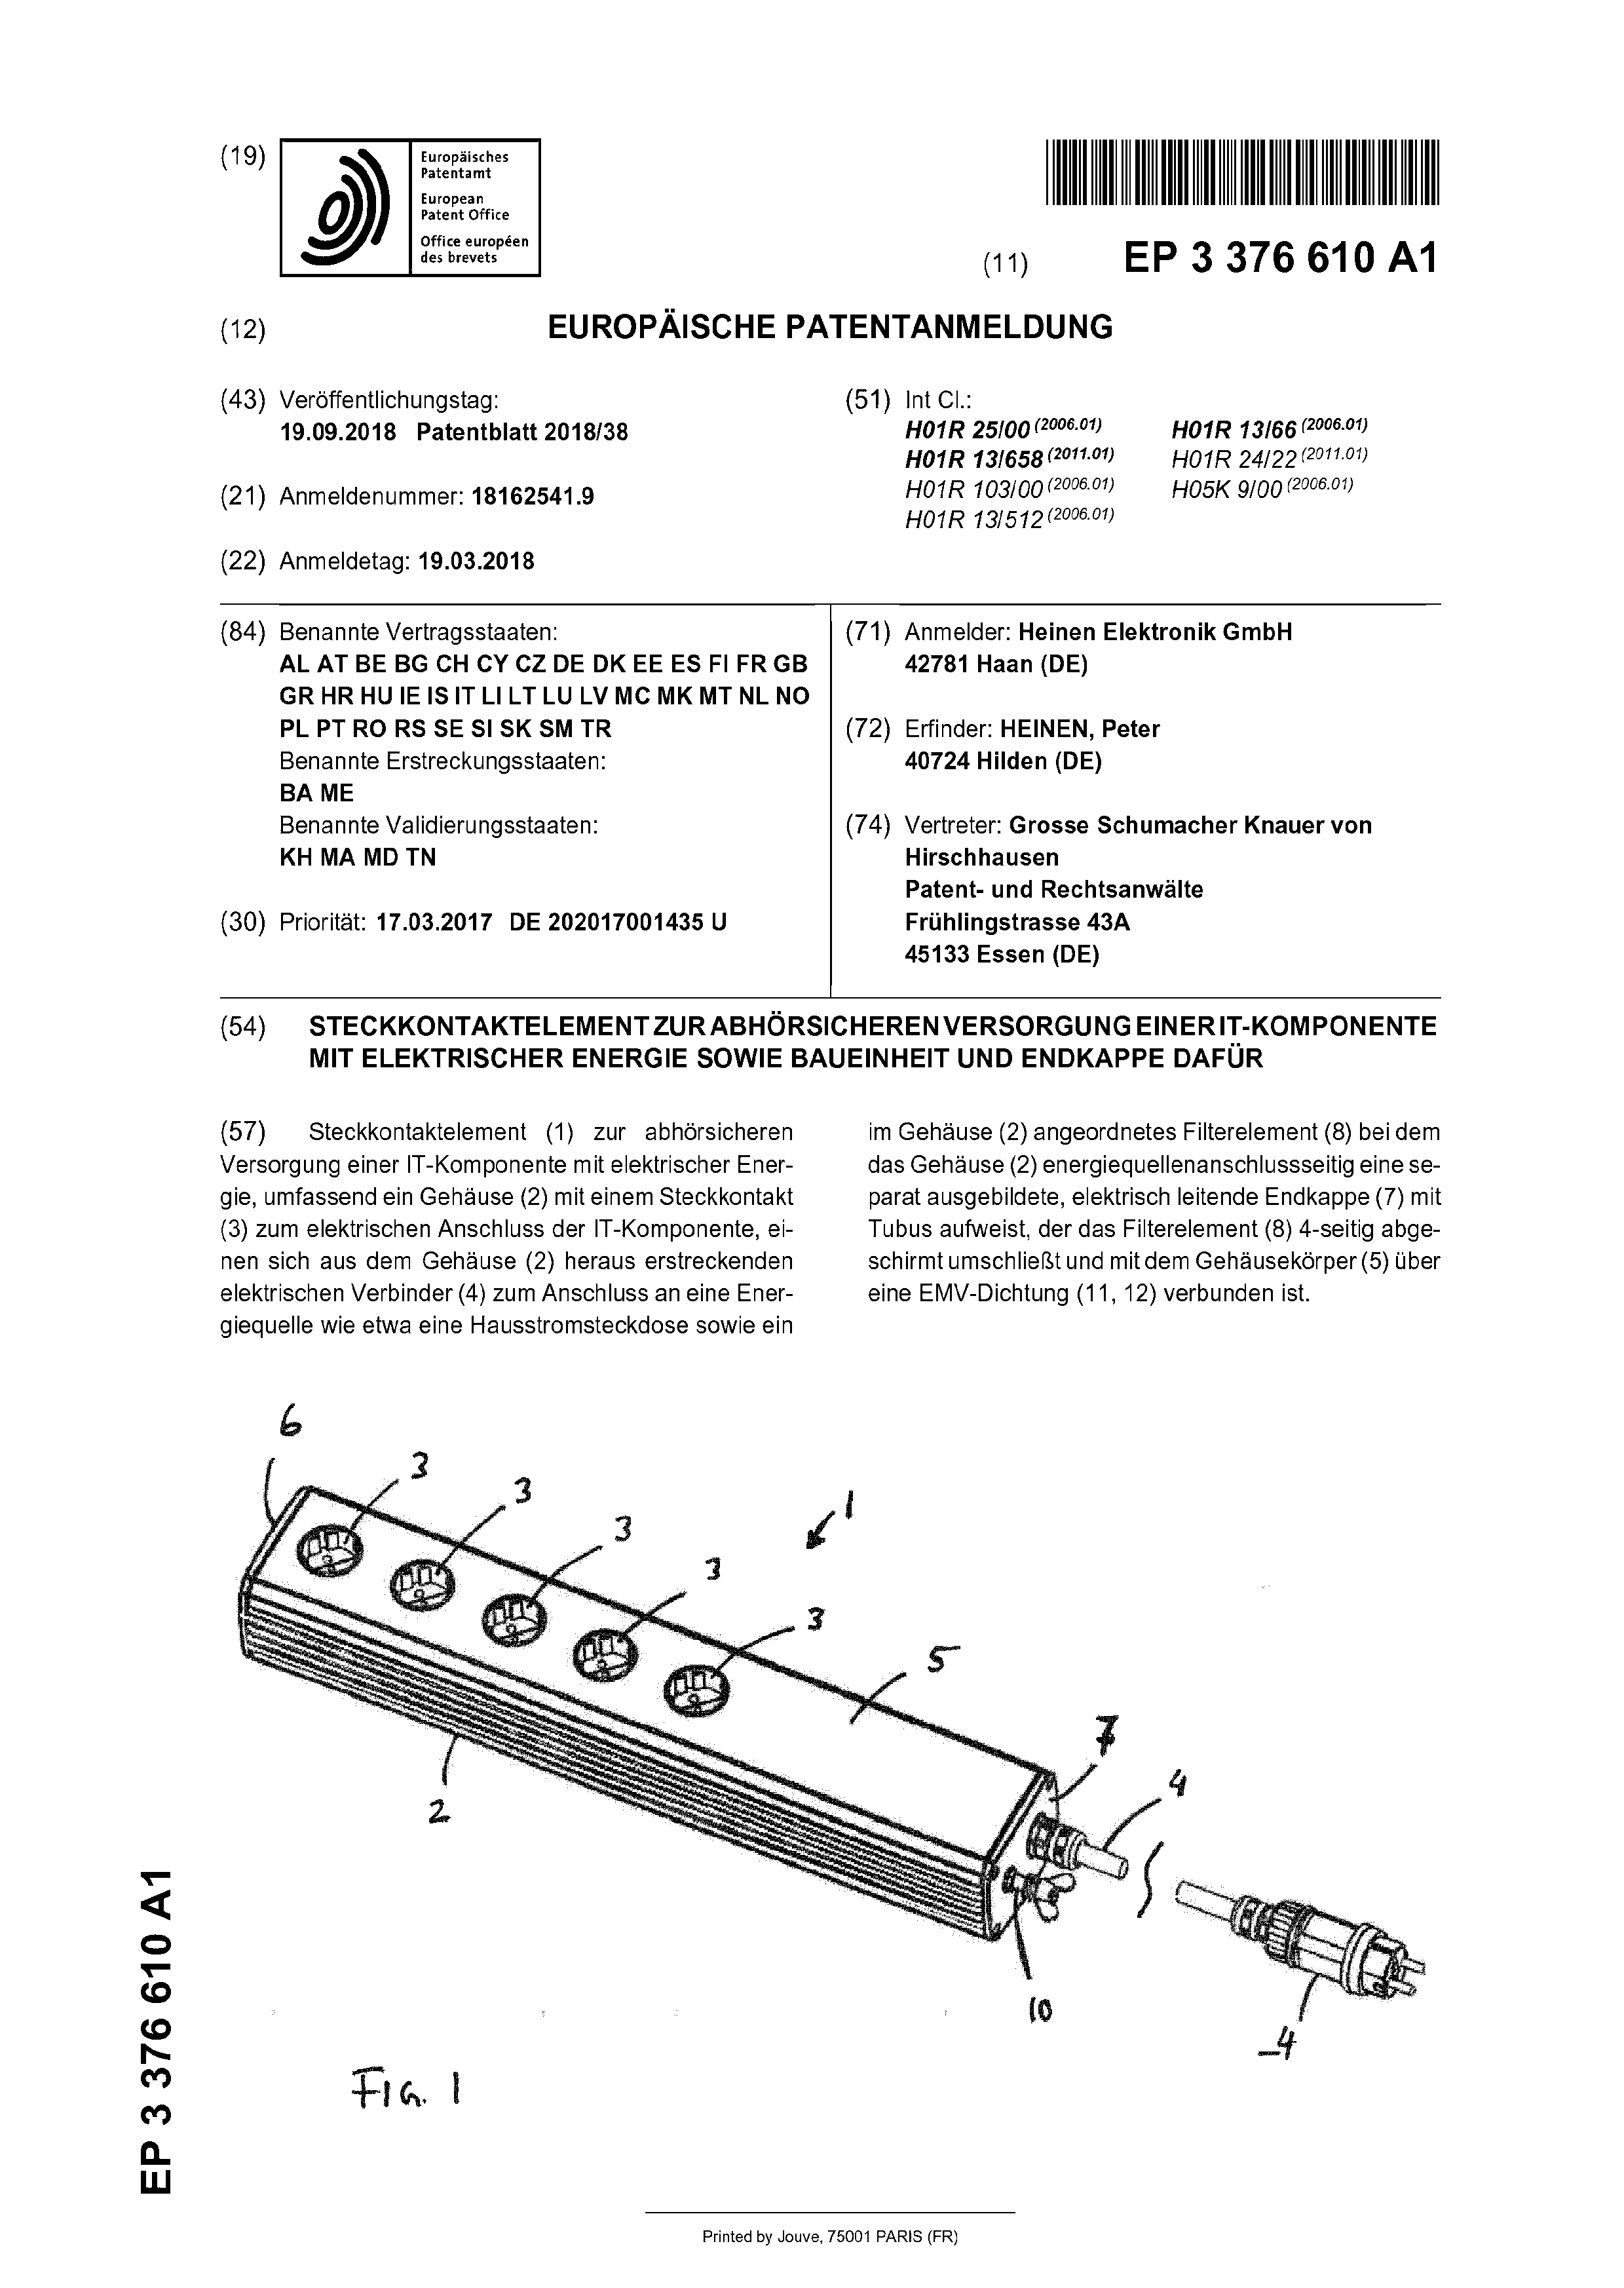 (19)
Europäisches
Patentamt
European
Patent Office
Office européen
des brevets
(11) EP 3 376 610 A1
(12) EUROPÄISCHE PATENTANMELDUNG
(43) Veröffentlichungstag:
19.09.2018 Patentblatt 2018/38
(21) Anmeldenummer: 18162541.9
(22) Anmeldetag: 19.03.2018
(51) Int Cl.:
H01R 25/00 (2006.01) H01R 13/66 (2006.01)
H01R 13/658 (2011.01) H01R 24/22 (2011.01)
H01R 103/00 (2006.01) H05K 9/00 (2006.01)
H01R 13/512 (2006.01)
(84) Benannte Vertragsstaaten:
AL AT BE BG CH CY CZ DE DK EE ES FI FR GB
GR HR HU IE IS IT LI LT LU LV MC MK MT NL NO
PL PT RO RS SE SI SK SM TR
Benannte Erstreckungsstaaten:
BA ME
Benannte Validierungsstaaten:
KH MA MD TN
(30) Priorität: 17.03.2017 DE 202017001435 U
(71) Anmelder: Heinen Elektronik GmbH
42781 Haan (DE)
(72) Erfinder: HEINEN, Peter
40724 Hilden (DE)
(74) Vertreter: Grosse Schumacher Knauer von
Hirschhausen
Patent- und Rechtsanwälte
Frühlingstrasse 43A
45133 Essen (DE)
(54) STECKKONTAKTELEMENT ZUR ABHÖRSICHEREN VERSORGUNG EINER IT-KOMPONENTE
MIT ELEKTRISCHER ENERGIE SOWIE BAUEINHEIT UND ENDKAPPE DAFÜR
(57) Steckkontaktelement (1) zur abhörsicheren
Versorgung einer IT-Komponente mit elektrischer Ener-
gie, umfassend ein Gehäuse (2) mit einem Steckkontakt
(3) zum elektrischen Anschluss der IT-Komponente, ei-
nen sich aus dem Gehäuse (2) heraus erstreckenden
elektrischen Verbinder (4) zum Anschluss an eine Ener-
giequelle wie etwa eine Hausstromsteckdose sowie ein
im Gehäuse (2) angeordnetes Filterelement (8) bei dem
das Gehäuse (2) energiequellenanschlussseitig eine se-
parat ausgebildete, elektrisch leitende Endkappe (7) mit
Tubus aufweist, der das Filterelement (8) 4-seitig abge-
schirmt umschließt und mit dem Gehäusekörper (5) über
eine EMV-Dichtung (11, 12) verbunden ist.
6
3
3
1
3
3
3
5
7
4
2
10
4
Fig. 1
EP 3 376 610 A1
Printed by Jouve, 75001 PARIS (FR)